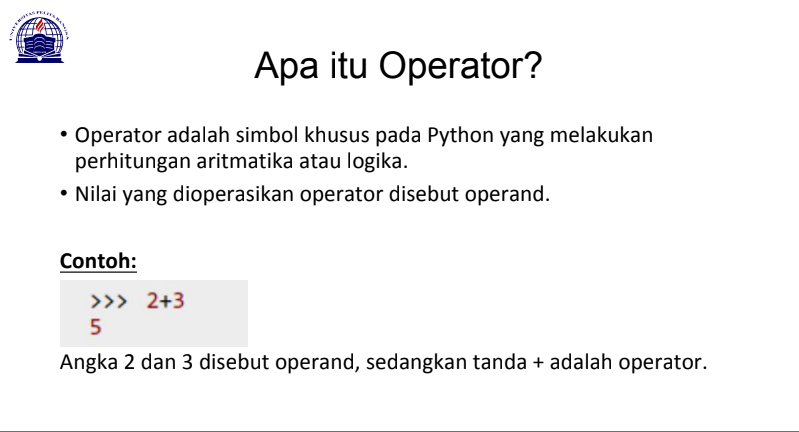 UNIVERSITAS PELITA BANGSA
Apa itu Operator?
• Operator adalah simbol khusus pada Python yang melakukan
perhitungan aritmatika atau logika.
• Nilai yang dioperasikan operator disebut operand.
Contoh:
>>> 2+3
5
Angka 2 dan 3 disebut operand, sedangkan tanda + adalah operator.